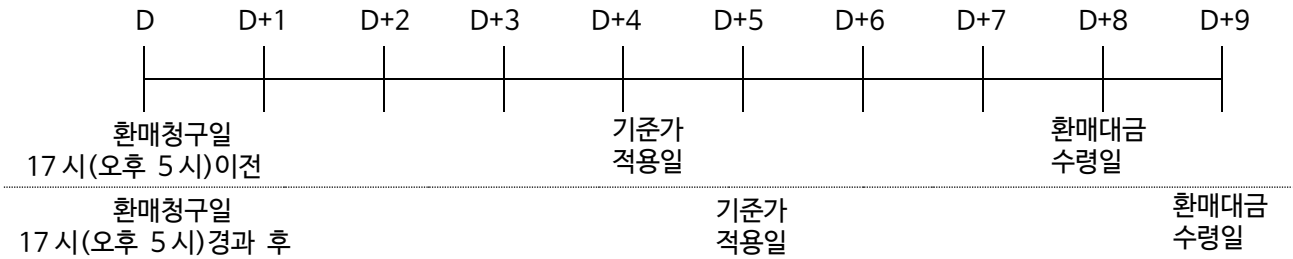 D D+1 D+2 D+3 D+4 D+5 D+6 D+7 D+8 D+9
환매청구일 기준가 환매대금
17시(오후 5시)이전 적용일 수령일
환매청구일 기준가 환매대금
17시(오후 5시)경과 후 적용일 수령일